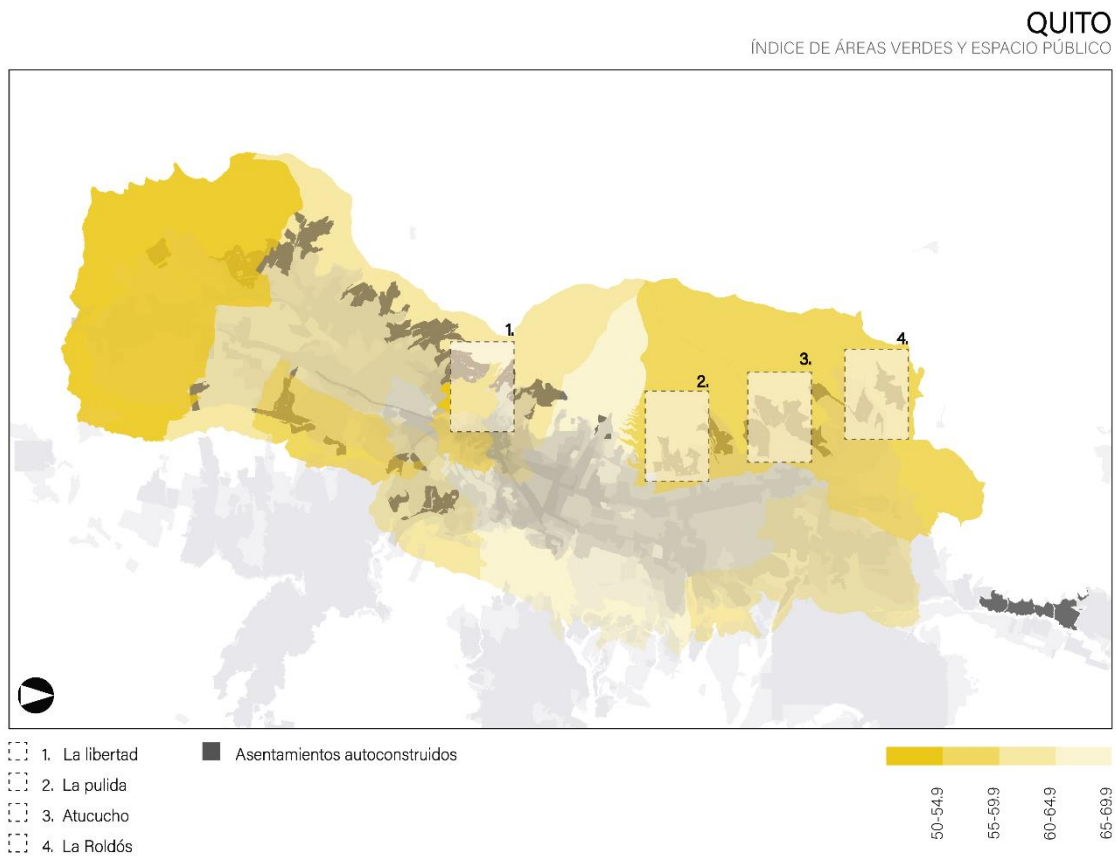 QUITO
ÍNDICE DE ÁREAS VERDES Y ESPACIO PÚBLICO
1.
2.
3.
4.
1. La libertad
2. La pulida
3. Atucucho
4. La Roldós
Asentamientos autoconstruidos
50-54.9
55-59.9
60-64.9
65-69.9